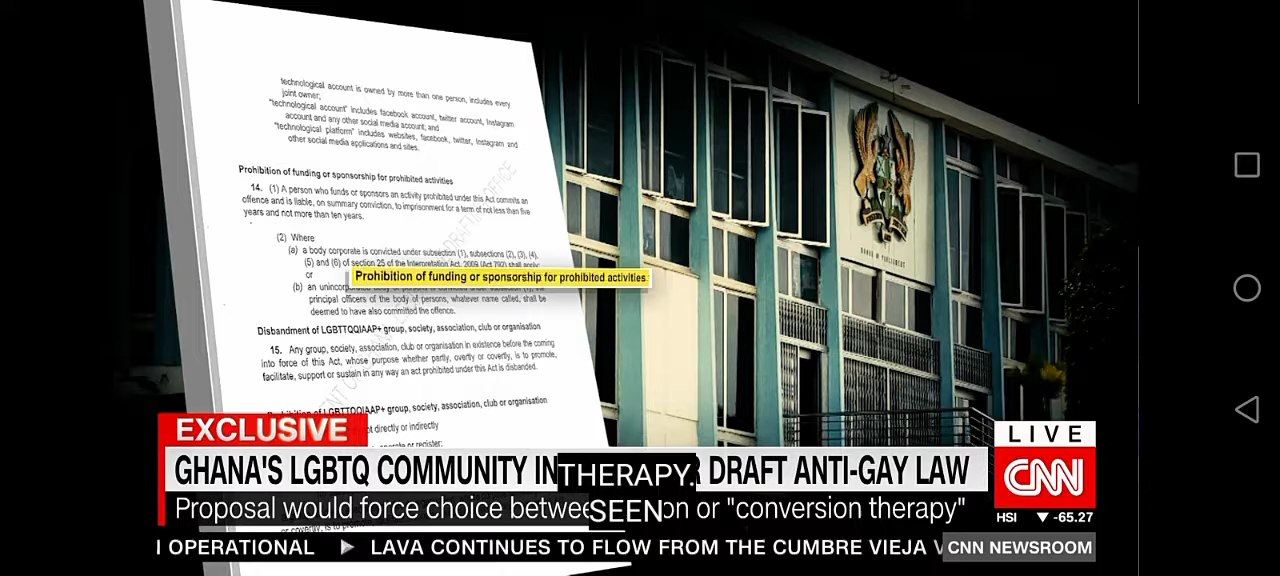 technological account is owned by more than one person, includes every
joint owner;
"technological account" includes facebook account, twitter account, Instagram
account and any other social media account; and
"technological platform" includes websites, facebook, twitter, Instagram and
other social media applications and sites.
Prohibition of funding or sponsorship for prohibited activities
14. (1) A person who funds or sponsors an activity prohibited under this Act commits an
offence and is liable, on summary conviction, to imprisonment for a term of not less than five
years and not more than ten years.
(2) Where
(a) a body corporate is convicted under subsection (1), subsections (2), (3), (4),
(5) and (6) of section 25 of the Interpretation Act, 2009 (Act 792) shall apply
or
Prohibition of funding or sponsorship for prohibited activities
(b) an unincorporated body of persons is convicted under subsection (1), the
principal officers of the body of persons, whatever name called, shall be
deemed to have also committed the offence.
Disbandment of LGBTTQQIAAP+ group, society, association, club or organisation
15. Any group, society, association, club or organisation in existence before the coming
into force of this Act, whose purpose whether partly, overtly or covertly, is to promote,
facilitate, support or sustain in any way an act prohibited under this Act is disbanded.
of LGBTTQQIAAP+ group, society, association, club or organisation
directly or indirectly
or register;
EXCLUSIVE
GHANA'S LGBTQ COMMUNITY IN DRAFT ANTI-GAY LAW
THERAPY.
Proposal would force choice or "conversion therapy"
SEEN
LIVE
CNN
HSI ▼ -65.27
OPERATIONAL ▶ LAVA CONTINUES TO FLOW FROM THE CUMBRE VIEJA
CNN NEWSROOM